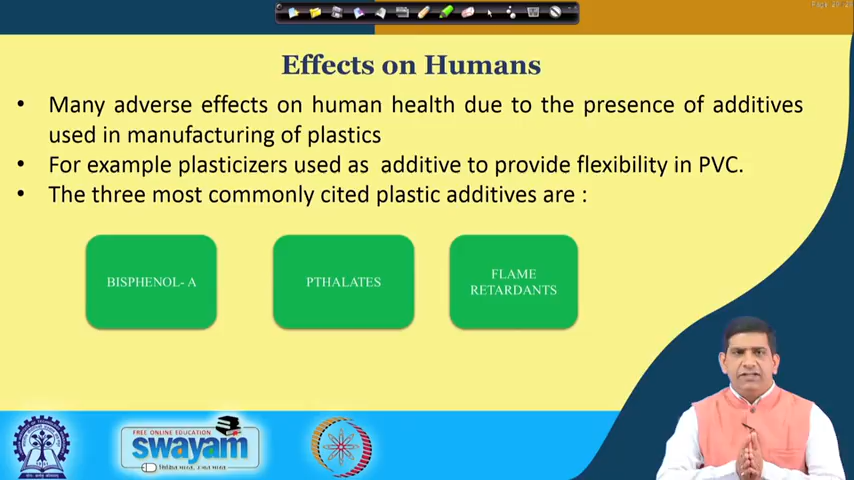 Effects on Humans
• Many adverse effects on human health due to the presence of additives
used in manufacturing of plastics
• For example plasticizers used as additive to provide flexibility in PVC.
• The three most commonly cited plastic additives are :
BISPHENOL- A
PTHALATES
FLAME
RETARDANTS
FREE ONLINE EDUCATION
swayam